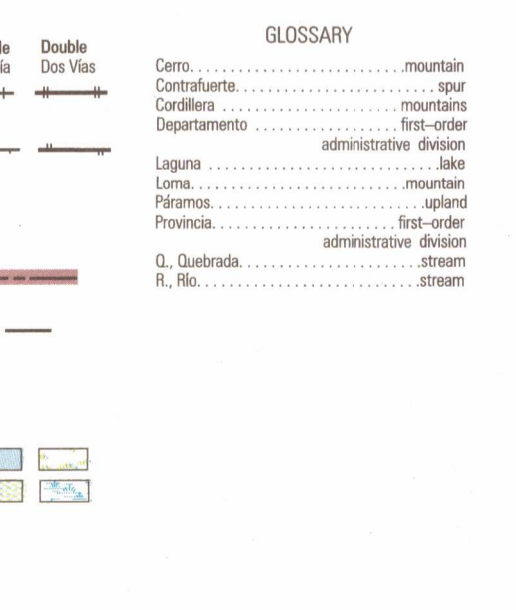 Double
Dos Vías
GLOSSARY
Cerro. . . . . . . . . . . . . . . . . . . . . . . . . . .mountain
Contrafuerte. . . . . . . . . . . . . . . . . . . . . . . . . spur
Cordillera . . . . . . . . . . . . . . . . . . . . . mountains
Departamento . . . . . . . . . . . . . . . . . . first–order
administrative division
Laguna . . . . . . . . . . . . . . . . . . . . . . . . . . . .lake
Loma. . . . . . . . . . . . . . . . . . . . . . . . . . .mountain
Páramos. . . . . . . . . . . . . . . . . . . . . . . . . .upland
Provincia. . . . . . . . . . . . . . . . . . . . . . . first–order
administrative division
Q., Quebrada. . . . . . . . . . . . . . . . . . . . . .stream
R., Río. . . . . . . . . . . . . . . . . . . . . . . . . . .stream